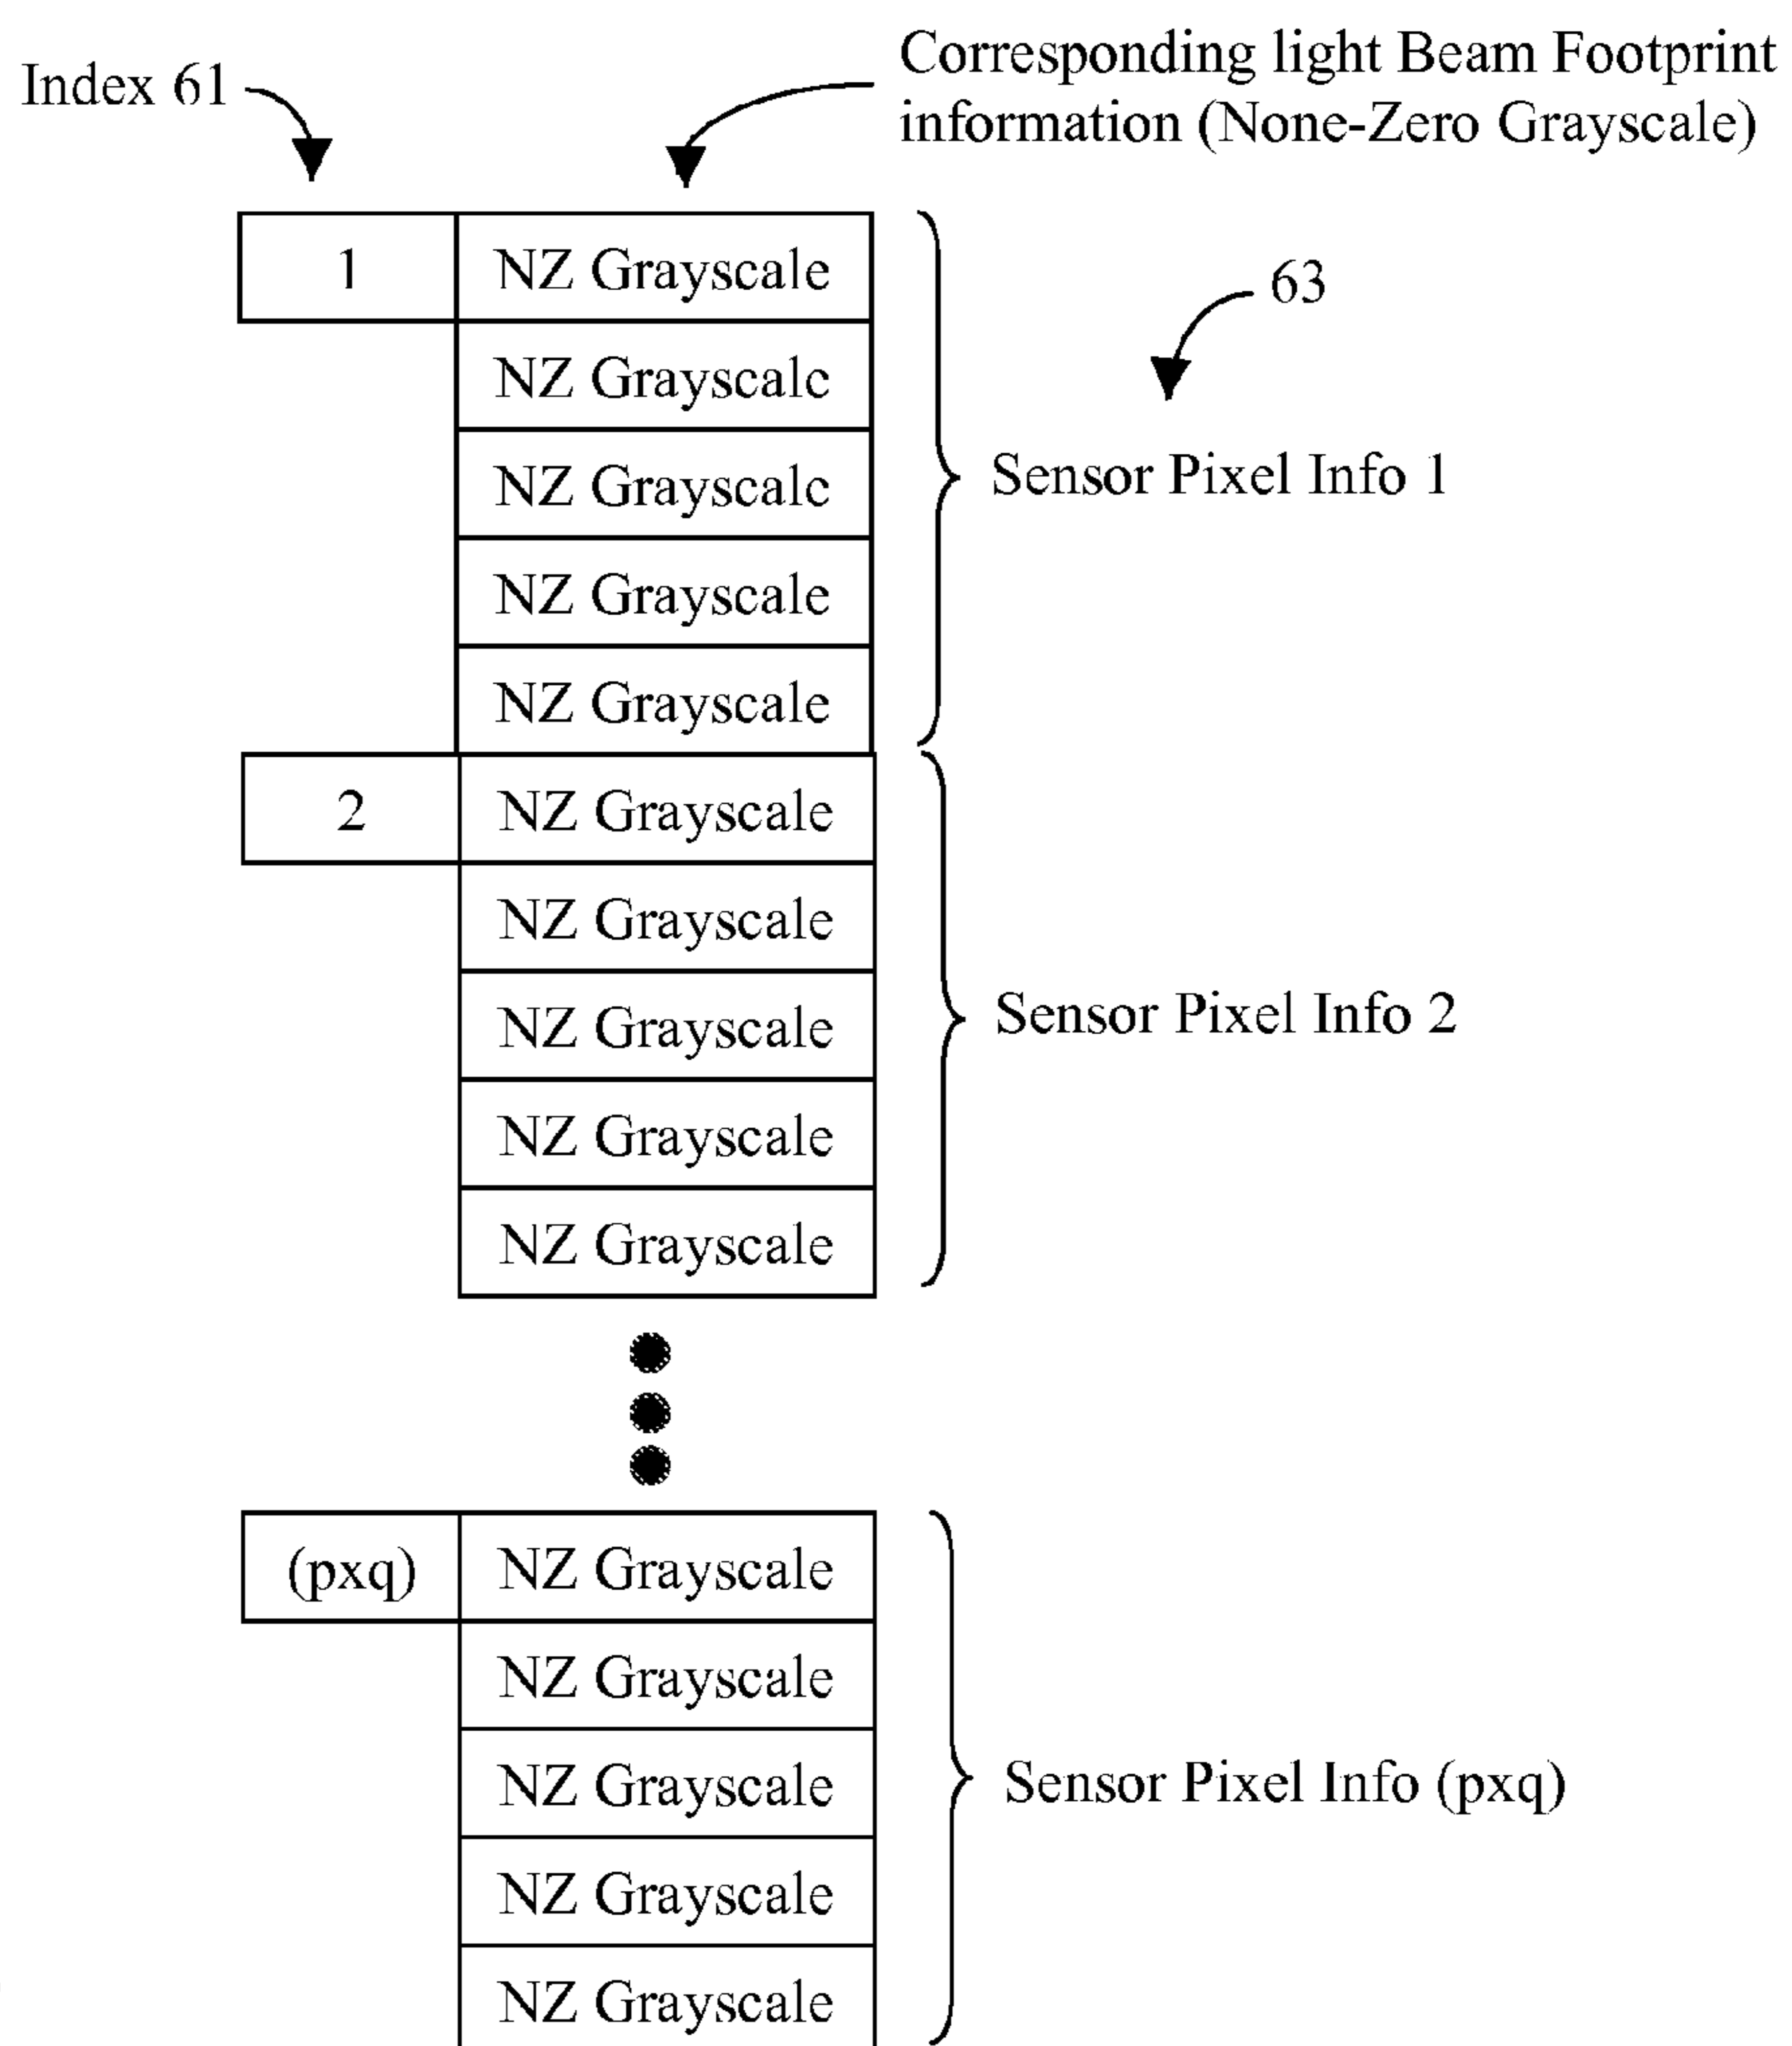 Index 61
Corresponding light Beam Footprint
information (None-Zero Grayscale)
1 NZ Grayscale
63
NZ Grayscale
NZ Grayscale
Sensor Pixel Info 1
NZ Grayscale
NZ Grayscale
2 NZ Grayscale
NZ Grayscale
NZ Grayscale
Sensor Pixel Info 2
NZ Grayscale
NZ Grayscale
(pxq) NZ Grayscale
NZ Grayscale
NZ Grayscale
Sensor Pixel Info (pxq)
NZ Grayscale
NZ Grayscale